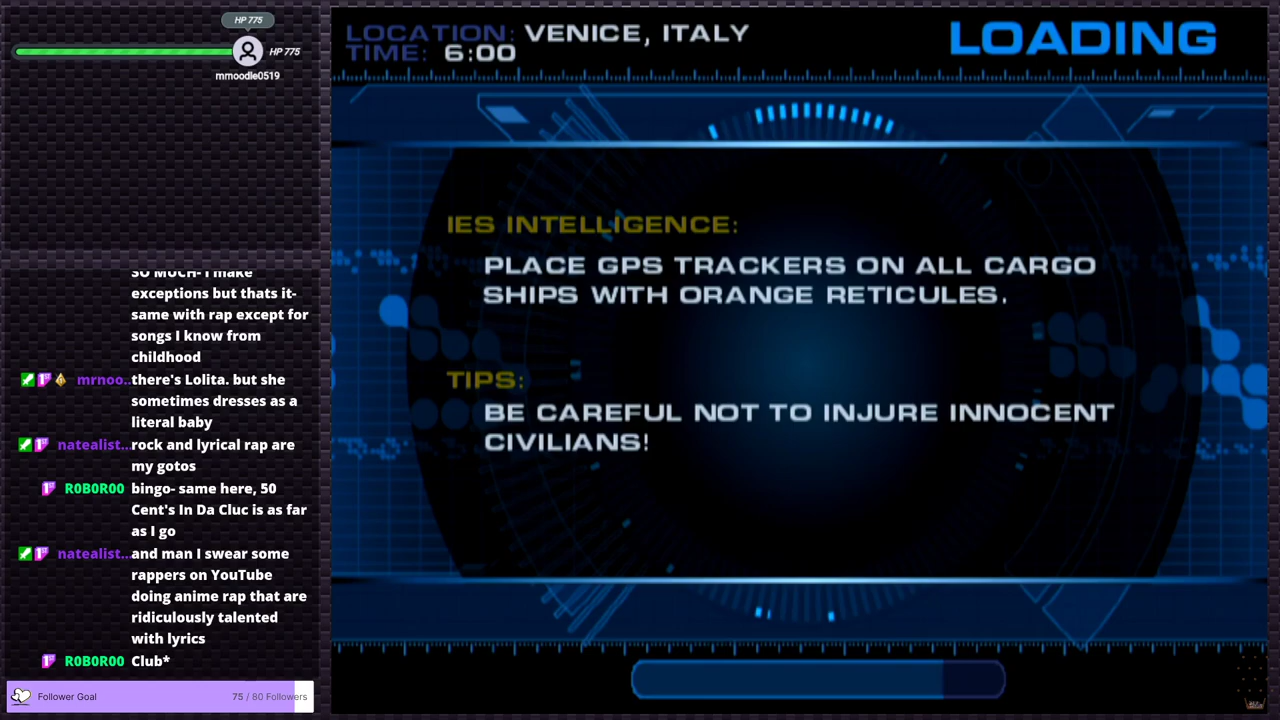 HP 775
HP 775
mmoodle0519
SO MUCH- I make
exceptions but thats it-
same with rap except for
songs I know from
childhood
mrnoo.. there's Lolita. but she
sometimes dresses as a
literal baby
natealist... rock and lyrical rap are
my gotos
R0B0R00 bingo- same here, 50
Cent's In Da Cluc is as far
as I go
natealist... and man I swear some
rappers on YouTube
doing anime rap that are
ridiculously talented
with lyrics
R0B0R00 Club*
Follower Goal 75 / 80 Followers
LOCATION: VENICE, ITALY
TIME: 6:00
LOADING
IES INTELLIGENCE:
PLACE GPS TRACKERS ON ALL CARGO
SHIPS WITH ORANGE RETICULES.
TIPS:
BE CAREFUL NOT TO INJURE INNOCENT
CIVILIANS!